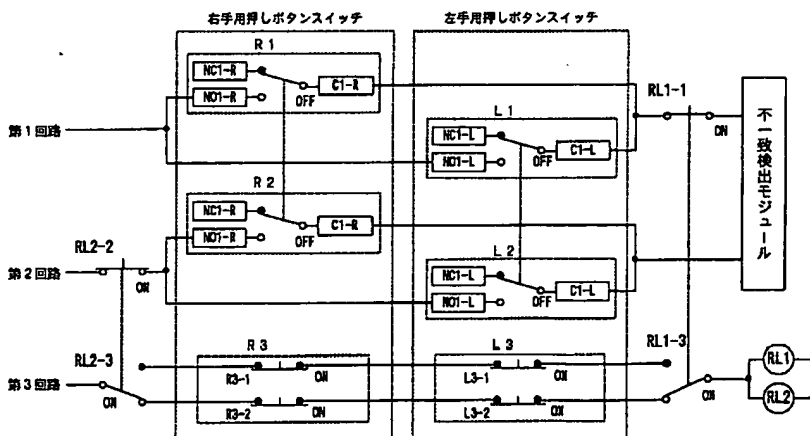 右手用押しボタンスイッチ
左手用押しボタンスイッチ
R1
NC1-R
NO1-R
OFF
C1-R
RL1-1
ON
第1回路
L1
NC1-L
NO1-L
OFF
C1-L
不一致検出モジュール
R2
NC1-R
NO1-R
OFF
C1-R
RL2-2
ON
第2回路
L2
NC1-L
NO1-L
OFF
C1-L
RL2-3
ON
第3回路
R3
R3-1
ON
R3-2
ON
L3
L3-1
ON
L3-2
ON
RL1-3
ON
RL1
RL2